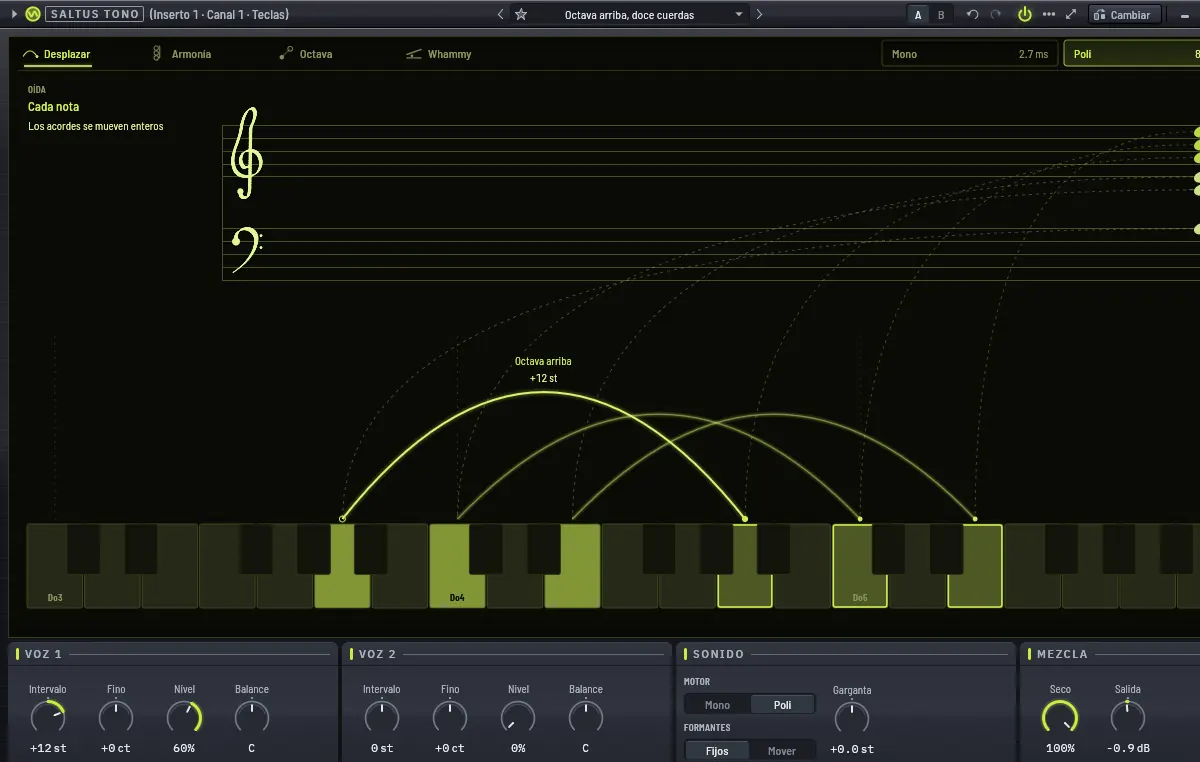 SALTUS TONO (Inserto 1 · Canal 1 · Teclas)
Octava arriba, doce cuerdas
A B
Cambiar
Desplazar Armonía Octava Whammy
Mono 2.7 ms
Poli 8
OÍDA
Cada nota
Los acordes se mueven enteros
Octava arriba
+12 st
Do3 Do4 Do5
VOZ 1
Intervalo Fino Nivel Balance
+12 st +0 ct 60% C
VOZ 2
Intervalo Fino Nivel Balance
0 st +0 ct 0% C
SONIDO
MOTOR
Mono Poli
FORMANTES
Fijos Mover
Garganta
+0.0 st
MEZCLA
Seco Salida
100% -0.9 dB